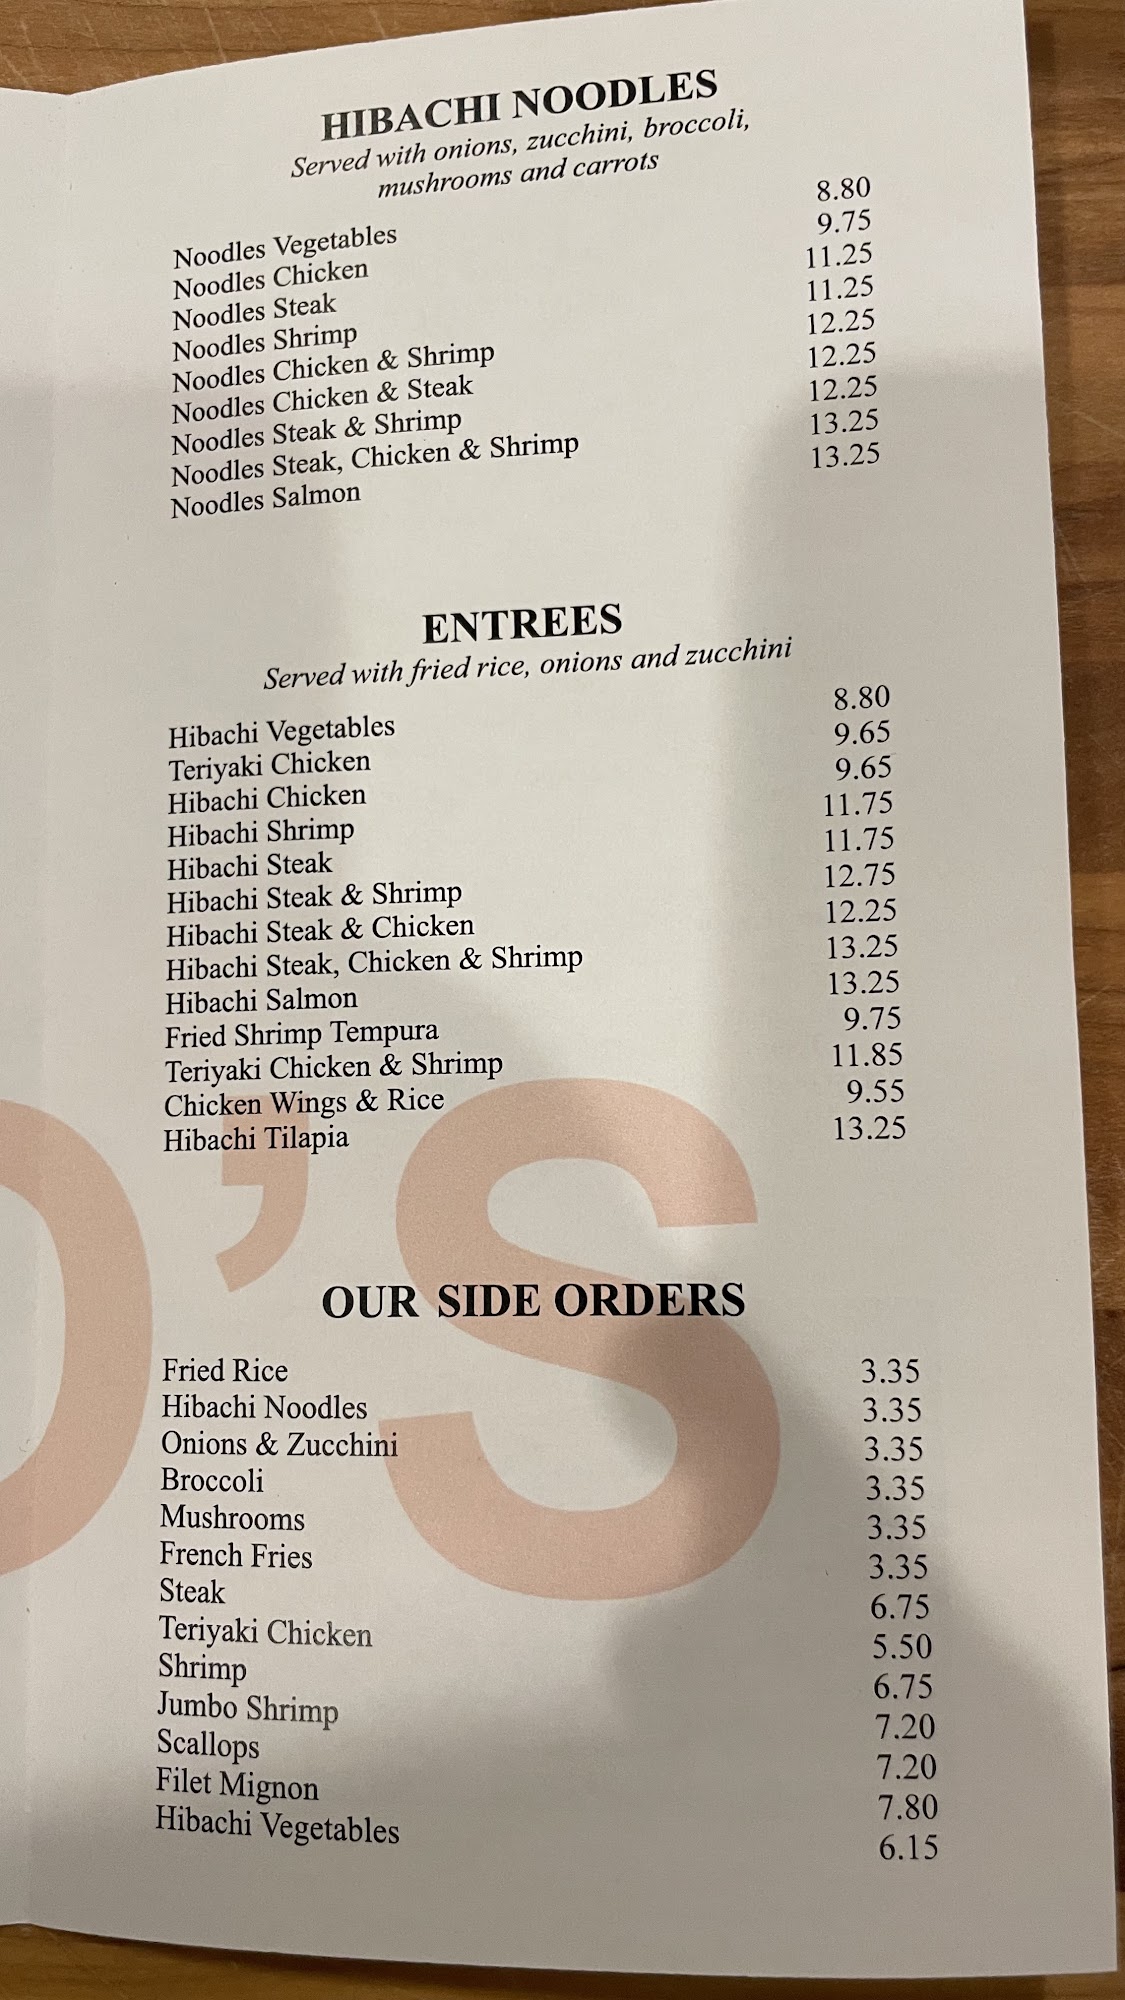 HIBACHI NOODLES
Served with onions, zucchini, broccoli,
mushrooms and carrots
Noodles Vegetables 8.80
Noodles Chicken 9.75
Noodles Steak 11.25
Noodles Shrimp 11.25
Noodles Chicken & Shrimp 12.25
Noodles Chicken & Steak 12.25
Noodles Steak & Shrimp 12.25
Noodles Steak, Chicken & Shrimp 13.25
Noodles Salmon 13.25
ENTREES
Served with fried rice, onions and zucchini
Hibachi Vegetables 8.80
Teriyaki Chicken 9.65
Hibachi Chicken 9.65
Hibachi Shrimp 11.75
Hibachi Steak 11.75
Hibachi Steak & Shrimp 12.75
Hibachi Steak & Chicken 12.25
Hibachi Steak, Chicken & Shrimp 13.25
Hibachi Salmon 13.25
Fried Shrimp Tempura 9.75
Teriyaki Chicken & Shrimp 11.85
Chicken Wings & Rice 9.55
Hibachi Tilapia 13.25
O'S
OUR SIDE ORDERS
Fried Rice 3.35
Hibachi Noodles 3.35
Onions & Zucchini 3.35
Broccoli 3.35
Mushrooms 3.35
French Fries 3.35
Steak 6.75
Teriyaki Chicken 5.50
Shrimp 6.75
Jumbo Shrimp 7.20
Scallops 7.20
Filet Mignon 7.80
Hibachi Vegetables 6.15